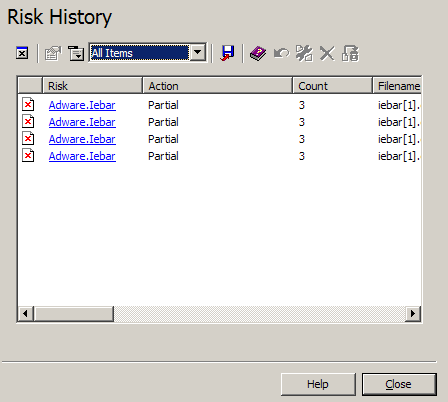 Risk History
All Items
Risk Action Count Filename
Adware.Iebar Partial 3 iebar[1].
Adware.Iebar Partial 3 iebar[1].
Adware.Iebar Partial 3 iebar[1].
Adware.Iebar Partial 3 iebar[1].
Help Close